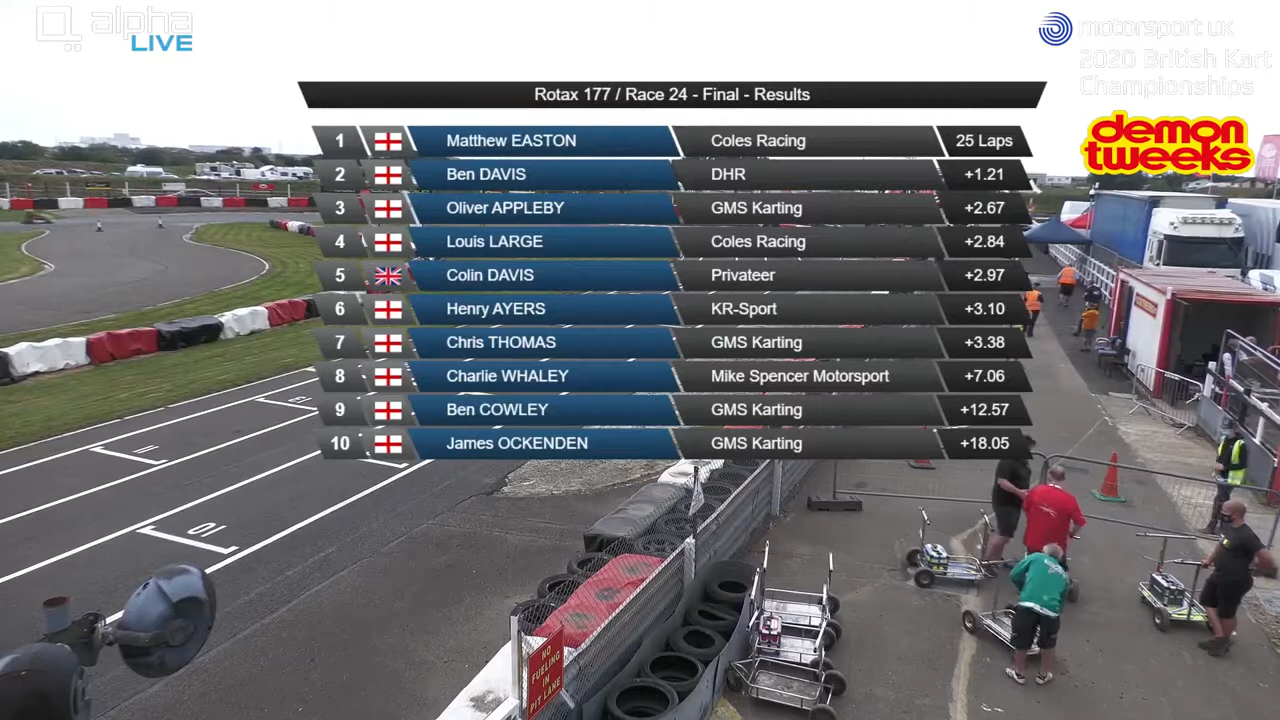 alpha
LIVE
motorsport uk
2020 British Kart
Championships
demon
tweeks
Rotax 177 / Race 24 - Final - Results
1 Matthew EASTON Coles Racing 25 Laps
2 Ben DAVIS DHR +1.21
3 Oliver APPLEBY GMS Karting +2.67
4 Louis LARGE Coles Racing +2.84
5 Colin DAVIS Privateer +2.97
6 Henry AYERS KR-Sport +3.10
7 Chris THOMAS GMS Karting +3.38
8 Charlie WHALEY Mike Spencer Motorsport +7.06
9 Ben COWLEY GMS Karting +12.57
10 James OCKENDEN GMS Karting +18.05
11
10
NO
FUELING
IN
PIT LANE